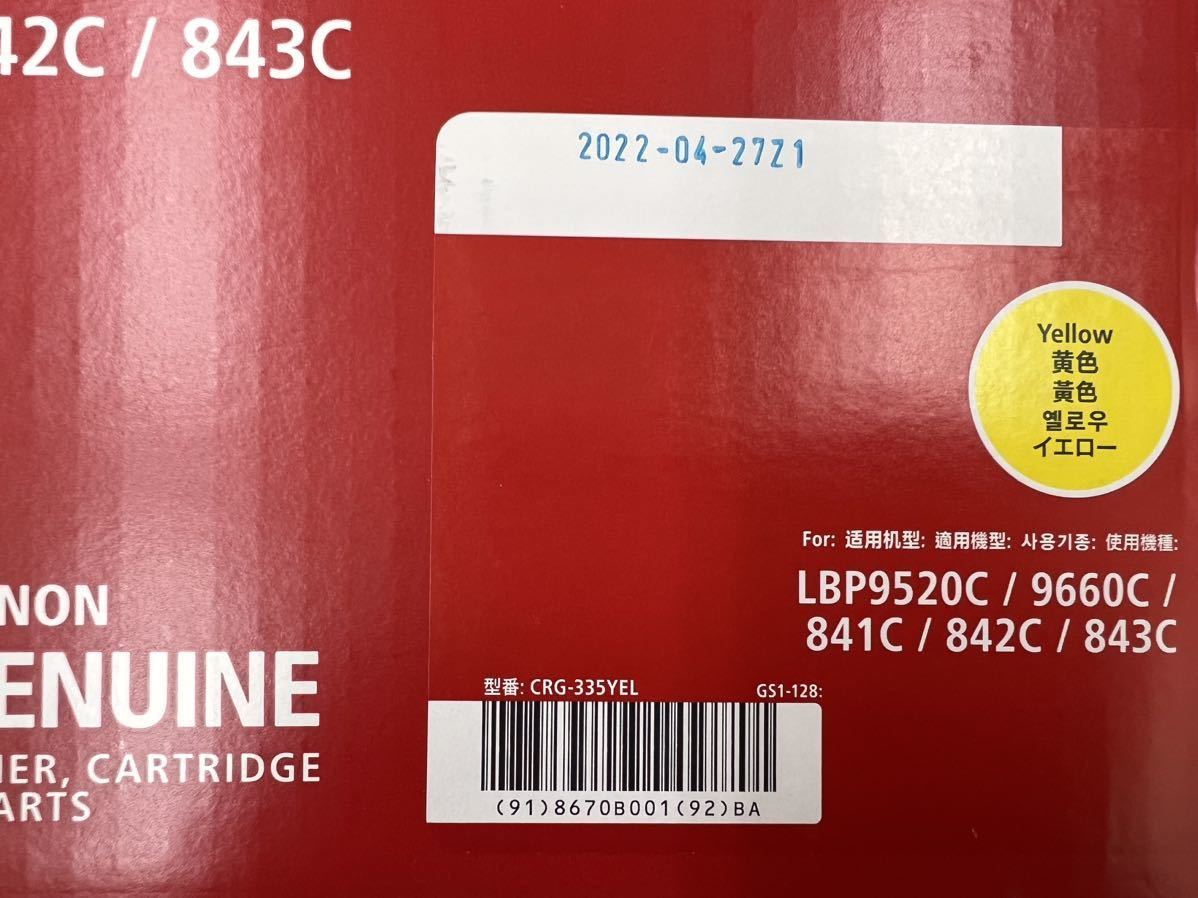 42C / 843C
2022-04-27Z1
Yellow
黄色
黃色
옐로우
イエロー
For: 适用机型: 適用機型: 사용기종: 使用機種:
LBP9520C / 9660C /
841C / 842C / 843C
NON
ENUINE
ER, CARTRIDGE
ARTS
型番: CRG-335YEL
GS1-128:
(91)8670B001(92)BA